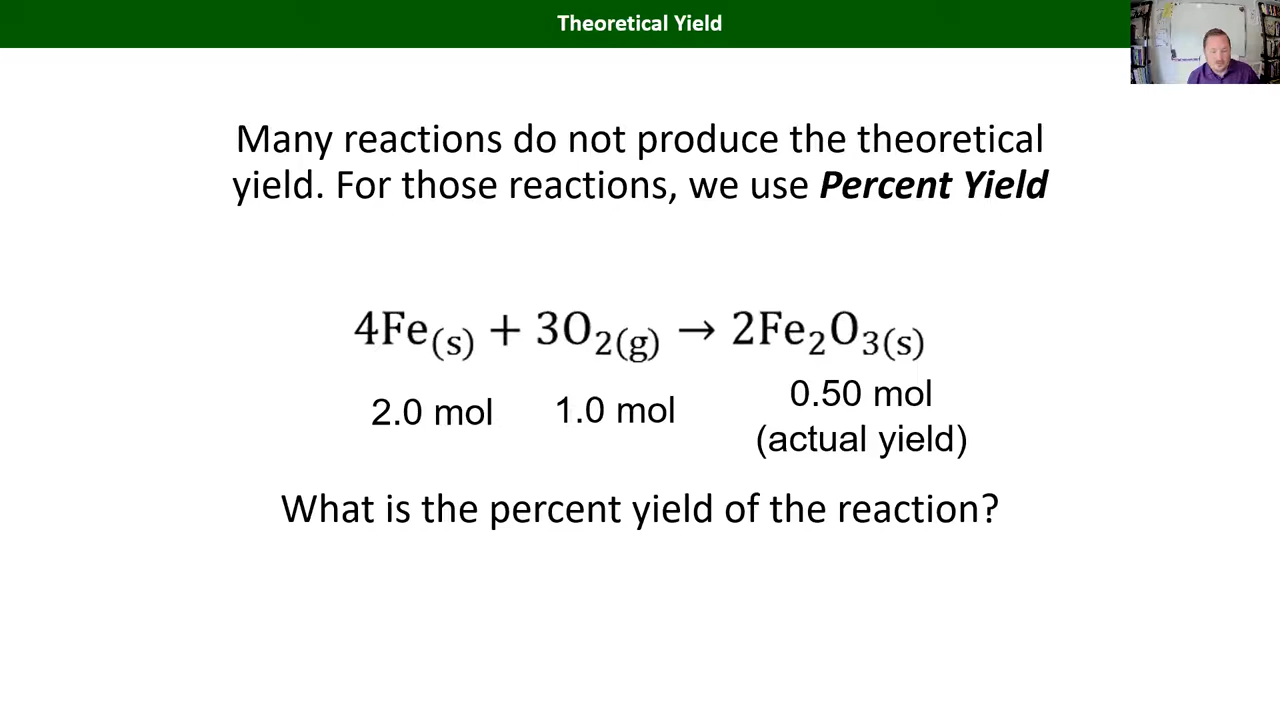 Theoretical Yield
Many reactions do not produce the theoretical
yield. For those reactions, we use Percent Yield
4Fe(s) + 3O2(g) → 2Fe2O3(s)
2.0 mol 1.0 mol 0.50 mol
(actual yield)
What is the percent yield of the reaction?